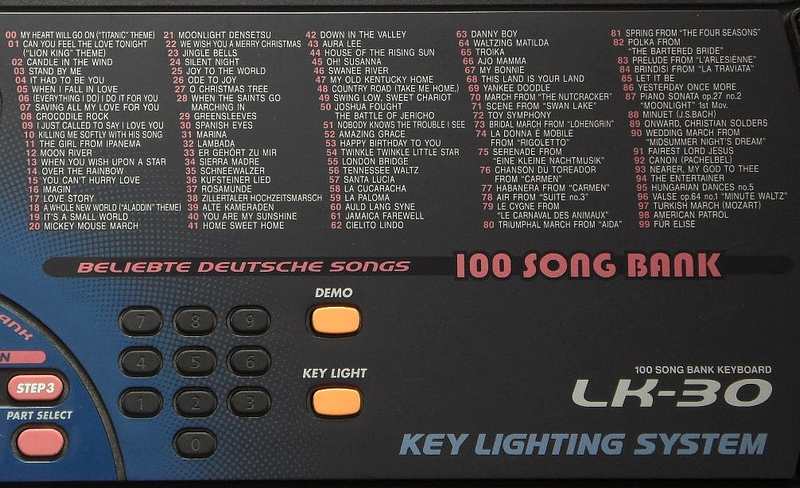 00 MY HEART WILL GO ON ("TITANIC" THEME)
01 CAN YOU FEEL THE LOVE TONIGHT
("LION KING" THEME)
02 CANDLE IN THE WIND
03 STAND BY ME
04 IT HAD TO BE YOU
05 WHEN I FALL IN LOVE
06 (EVERYTHING I DO) I DO IT FOR YOU
07 SAVING ALL MY LOVE FOR YOU
08 CROCODILE ROCK
09 I JUST CALLED TO SAY I LOVE YOU
10 KILLING ME SOFTLY WITH HIS SONG
11 THE GIRL FROM IPANEMA
12 MOON RIVER
13 WHEN YOU WISH UPON A STAR
14 OVER THE RAINBOW
15 YOU CAN'T HURRY LOVE
16 IMAGIN
17 LOVE STORY
18 A WHOLE NEW WORLD ("ALADDIN" THEME)
19 IT'S A SMALL WORLD
20 MICKEY MOUSE MARCH
21 MOONLIGHT DENSETSU
22 WE WISH YOU A MERRY CHRISTMAS
23 JINGLE BELLS
24 SILENT NIGHT
25 JOY TO THE WORLD
26 ODE TO JOY
27 O CHRISTMAS TREE
28 WHEN THE SAINTS GO
MARCHING IN
29 GREENSLEEVES
30 SPANISH EYES
31 MARINA
32 LAMBADA
33 ER GEHÖRT ZU MIR
34 SIERRA MADRE
35 SCHNEEWALZER
36 KUFSTEINER LIED
37 ROSAMUNDE
38 ZILLERTALER HOCHZEITSMARSCH
39 ALTE KAMERADEN
40 YOU ARE MY SUNSHINE
41 HOME SWEET HOME
42 DOWN IN THE VALLEY
43 AURA LEE
44 HOUSE OF THE RISING SUN
45 OH! SUSANNA
46 SWANEE RIVER
47 MY OLD KENTUCKY HOME
48 COUNTRY ROAD (TAKE ME HOME,)
49 SWING LOW, SWEET CHARIOT
50 JOSHUA FOUGHT
THE BATTLE OF JERICHO
51 NOBODY KNOWS THE TROUBLE I SEE
52 AMAZING GRACE
53 HAPPY BIRTHDAY TO YOU
54 TWINKLE TWINKLE LITTLE STAR
55 LONDON BRIDGE
56 TENNESSEE WALTZ
57 SANTA LUCIA
58 LA CUCARACHA
59 LA PALOMA
60 AULD LANG SYNE
61 JAMAICA FAREWELL
62 CIELITO LINDO
63 DANNY BOY
64 WALTZING MATILDA
65 TROIKA
66 AJO MAMMA
67 MY BONNIE
68 THIS LAND IS YOUR LAND
69 YANKEE DOODLE
70 MARCH FROM "THE NUTCRACKER"
71 SCENE FROM "SWAN LAKE"
72 TOY SYMPHONY
73 BRIDAL MARCH FROM "LOHENGRIN"
74 LA DONNA E MOBILE
FROM "RIGOLETTO"
75 SERENADE FROM
"EINE KLEINE NACHTMUSIK"
76 CHANSON DU TOREADOR
FROM "CARMEN"
77 HABANERA FROM "CARMEN"
78 AIR FROM "SUITE no.3"
79 LE CYGNE FROM
"LE CARNAVAL DES ANIMAUX"
80 TRIUMPHAL MARCH FROM "AIDA"
81 SPRING FROM "THE FOUR SEASONS"
82 POLKA FROM
"THE BARTERED BRIDE"
83 PRELUDE FROM "L'ARLESIENNE"
84 BRINDISI FROM "LA TRAVIATA"
85 LET IT BE
86 YESTERDAY ONCE MORE
87 PIANO SONATA op.27 no.2
"MOONLIGHT" 1st Mov.
88 MINUET (J.S.BACH)
89 ONWARD, CHRISTIAN SOLDERS
90 WEDDING MARCH FROM
"MIDSUMMER NIGHT'S DREAM"
91 FAIREST LORD JESUS
92 CANON (PACHELBEL)
93 NEARER, MY GOD TO THEE
94 THE ENTERTAINER
95 HUNGARIAN DANCES no.5
96 VALSE op.64 no.1 "MINUTE WALTZ"
97 TURKISH MARCH (MOZART)
98 AMERICAN PATROL
99 FÜR ELISE
BELIEBTE DEUTSCHE SONGS
100 SONG BANK
DEMO
7 8 9
KEY LIGHT
4 5 6
1 2 3
0
STEP3
PART SELECT
100 SONG BANK KEYBOARD
LK-30
KEY LIGHTING SYSTEM